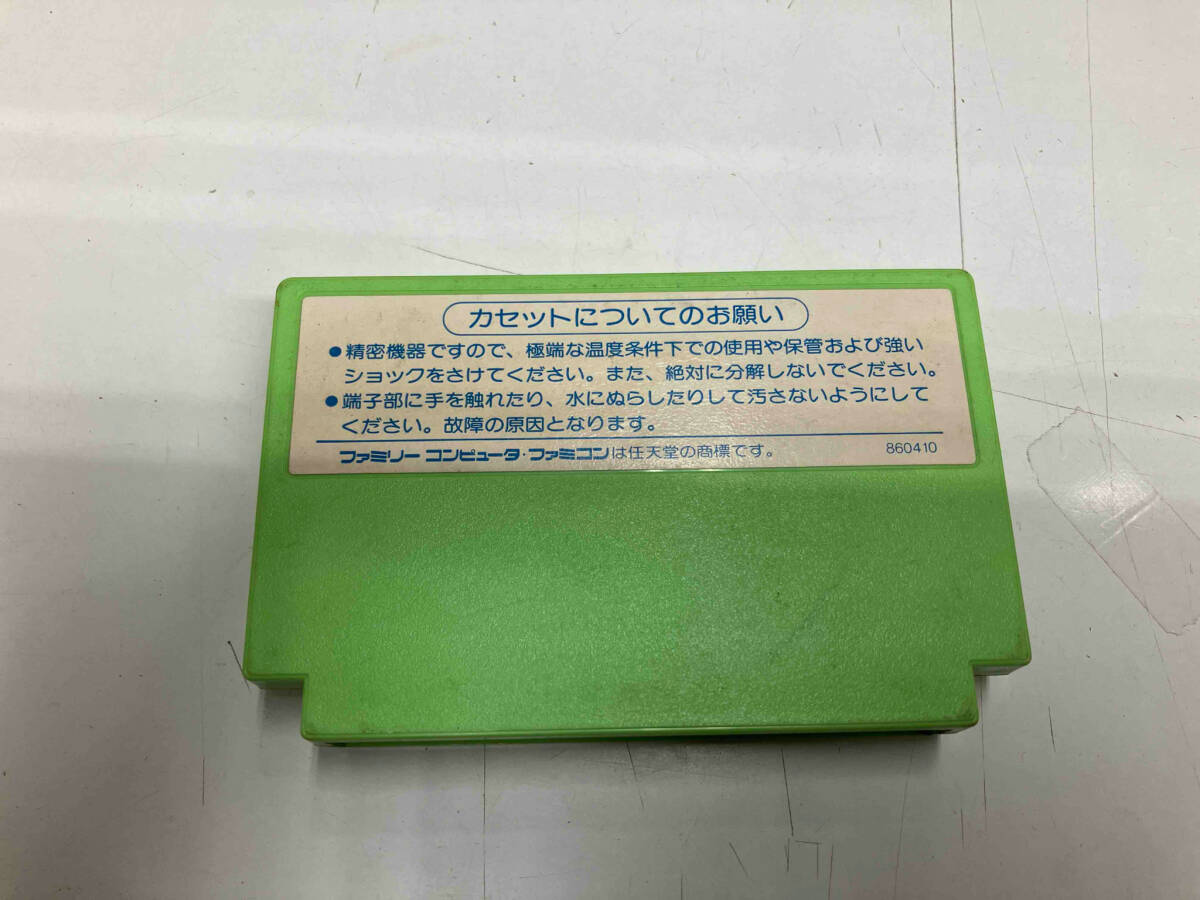 カセットについてのお願い
●精密機器ですので、極端な温度条件下での使用や保管および強い
ショックをさけてください。また、絶対に分解しないでください。
●端子部に手を触れたり、水にぬらしたりして汚さないようにして
ください。故障の原因となります。
ファミリー コンピュータ・ファミコンは任天堂の商標です。 860410